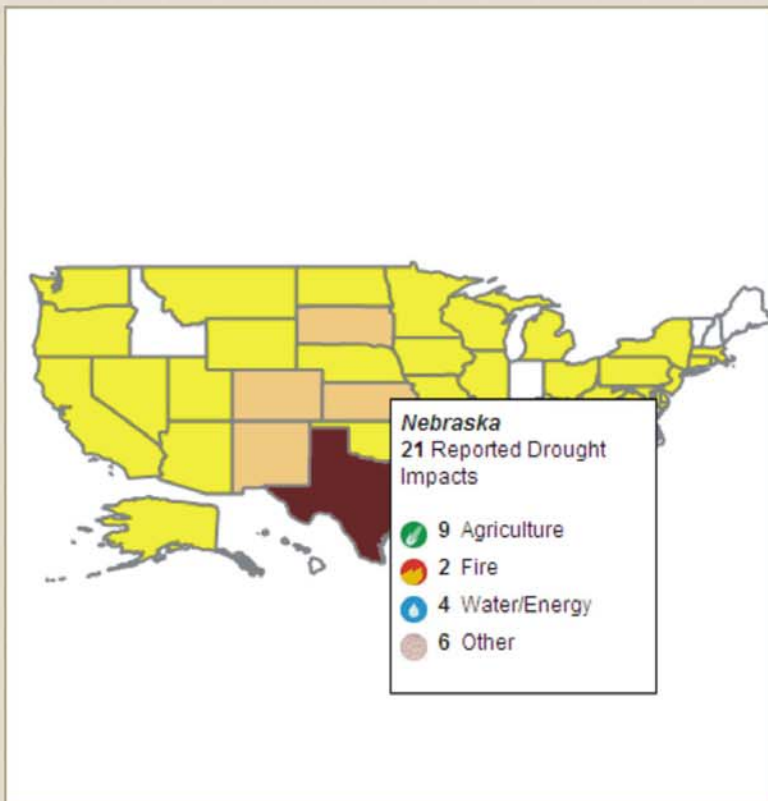 Nebraska
21 Reported Drought
Impacts
9 Agriculture
2 Fire
4 Water/Energy
6 Other